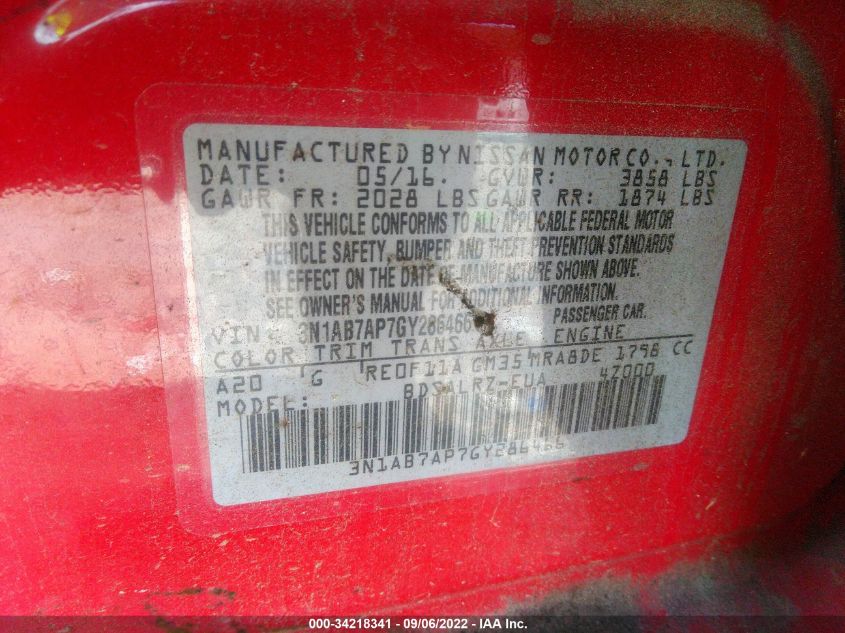 MANUFACTURED BY NISSAN MOTOR CO., LTD.
DATE: 05/16. GVWR: 3858 LBS
GAWR FR: 2028 LBS GAWR RR: 1874 LBS
THIS VEHICLE CONFORMS TO ALL APPLICABLE FEDERAL MOTOR
VEHICLE SAFETY, BUMPER AND THEFT PREVENTION STANDARDS
IN EFFECT ON THE DATE OF MANUFACTURE SHOWN ABOVE.
SEE OWNER'S MANUAL FOR ADDITIONAL INFORMATION.
VIN : 3N1AB7AP7GY286466 PASSENGER CAR.
COLOR TRIM TRANS AXLE ENGINE
A20 G RE0F11A GM35 MRA8DE 1798 CC
MODEL: BDSALRZ-EUA 47000
3N1AB7AP7GY286466
000-34218341 - 09/06/2022 - IAA Inc.